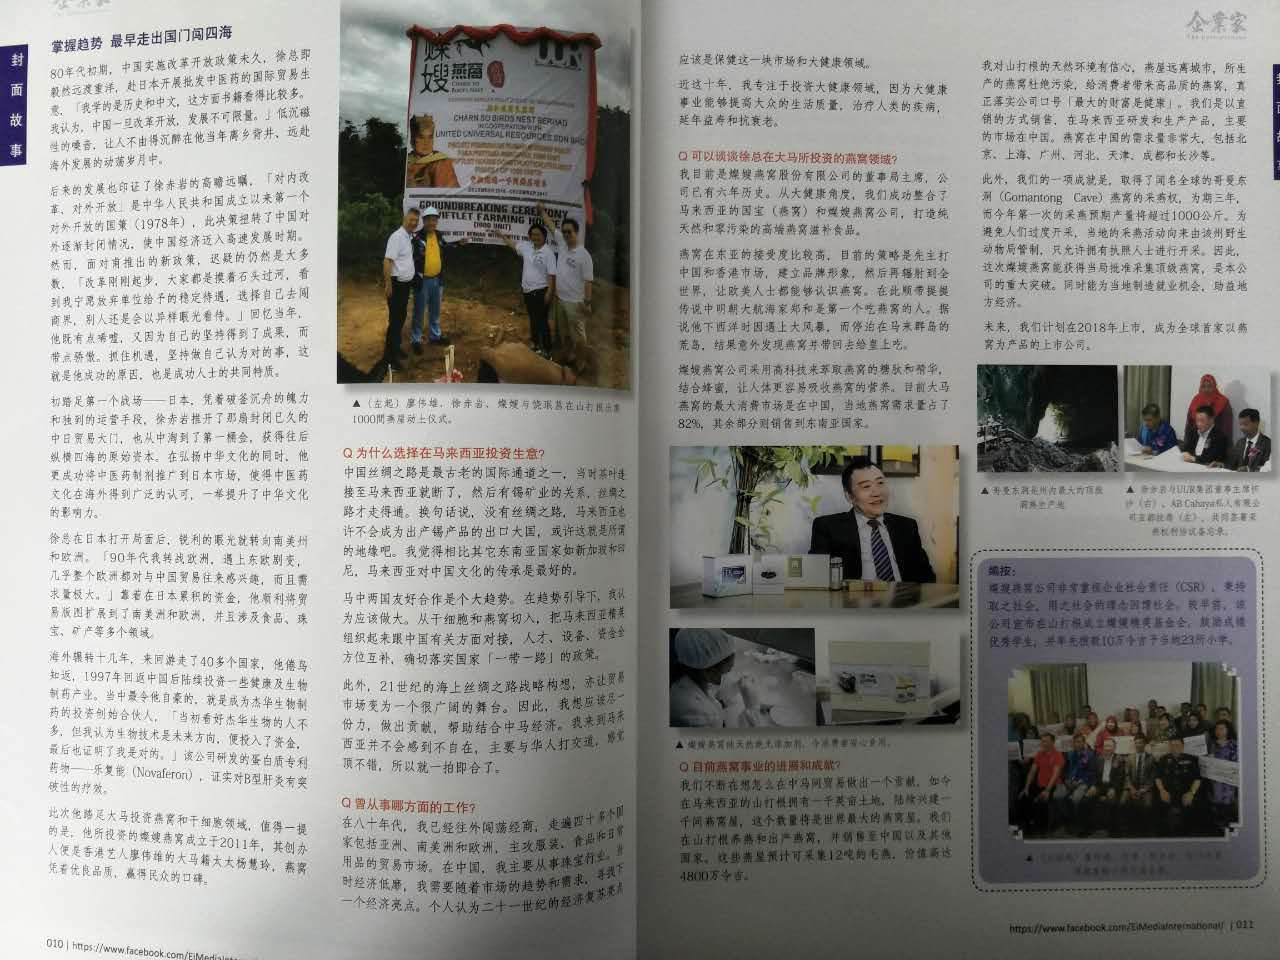 企業家
封面故事
掌握趋势 最早走出国门闯四海
80年代初期，中国实施改革开放政策未久，徐总即
毅然远渡重洋，赴日本开展批发中医药的国际贸易生
意，「我学的是历史和中文，这方面书籍看得比较多。
我认为，中国一旦改革开放，发展不可限量。」低沉磁
性的嗓音，让人不由得沉醉在他当年离乡背井，远赴
海外发展的动荡岁月中。
后来的发展也印证了徐赤岩的高瞻远瞩，「对内改
革、对外开放」是中华人民共和国成立以来第一个
对外开放的国策（1978年），此决策扭转了中国对
外逐渐封闭情况，使中国经济迈入高速发展时期。
然而，面对甫推出的新政策，迟疑的仍然是大多
数，「改革刚刚起步，大家都是摸着石头过河，看
到我宁愿放弃单位给予的稳定待遇，选择自己去闯
商界，别人还是会以异样眼光看待。」回忆当年，
他既有点唏嘘，又因为自己的坚持得到了成果，而
带点骄傲。抓住机遇，坚持做自己认为对的事，这
就是他成功的原因，也是成功人士的共同特质。
初踏足第一个战场——日本，凭着破釜沉舟的魄力
和独到的运营手段，徐赤岩推开了那扇封闭已久的
中日贸易大门，也从中淘到了第一桶金，获得往后
纵横四海的原始资本。在弘扬中华文化的同时，他
更成功将中医药制剂推广到日本市场，使得中医药
文化在海外得到广泛的认可，一举提升了中华文化
的影响力。
徐总在日本打开局面后，锐利的眼光就转向南美州
和欧洲。「90年代我转战欧洲，遇上东欧剧变，
几乎整个欧洲都对与中国贸易往来感兴趣，而且需
求量极大。」靠着在日本累积的资金，他顺利将贸
易版图扩展到了南美洲和欧洲，并且涉及食品、珠
宝、矿产等多个领域。
海外辗转十几年，来回游走了40多个国家，他倦鸟
知返，1997年回返中国后陆续投资一些健康及生物
制药产业。当中最令他自豪的，就是成为杰华生物制
药的投资创始合伙人，「当初看好杰华生物的人不
多，但我认为生物技术是未来方向，便投入了资金，
最后也证明了我是对的。」该公司研发的蛋白质专利
药物——乐复能（Novaferon），证实对B型肝炎有突
破性的疗效。
此次他踏足大马投资燕窝和干细胞领域，值得一提
的是，他所投资的燦嫂燕窝成立于2011年，其创办
人便是香港艺人廖伟雄的大马籍太太杨慧玲，燕窝
凭着优良品质，赢得民众的口碑。
010 | https://www.facebook.com/EiMediaInternat
燦嫂
燕窩
CHARN SO
BIRD'S NEST
UUR
CHARN SO BIRDS NEST BERHAD
IN COOPERATION WITH
UNITED UNIVERSAL RESOURCES SDN BHD
GROUNDBREAKING CEREMONY
SWIFTLET FARMING HOUSE
(1000 UNIT)
▲（左起）廖伟雄、徐赤岩、燦嫂与饶珉菖在山打根出席
1000間燕屋动土仪式。
Q 为什么选择在马来西亚投资生意?
中国丝绸之路是最古老的国际通道之一，当时茶叶连
接至马来西亚就断了，然后有锡矿业的关系，丝绸之
路才走得通。换句话说，没有丝绸之路，马来西亚也
许不会成为出产锡产品的出口大国，或许这就是所谓
的地缘吧。我觉得相比其它东南亚国家如新加坡和印
尼，马来西亚对中国文化的传承是最好的。
马中两国友好合作是个大趋势。在趋势引导下，我认
为应该做大。从干细胞和燕窝切入，把马来西亚精英
组织起来跟中国有关方面对接，人才、设备、资金全
方位互补，确切落实国家「一带一路」的政策。
此外，21世纪的海上丝绸之路战略构想，亦让贸易
市场变为一个很广阔的舞台。因此，我想应该尽一
份力，做出贡献，帮助结合中马经济。我来到马来
西亚并不会感到不自在，主要与华人打交道，感觉
顶不错，所以就一拍即合了。
Q 曾从事哪方面的工作?
在八十年代，我已经往外闯荡经商，走遍四十多个国
家包括亚洲、南美洲和欧洲，主攻服装、食品和日常
用品的贸易市场。在中国，我主要从事珠宝行业。当
时经济低靡，我需要随着市场的趋势和需求，寻找下
一个经济亮点。个人认为二十一世纪的经济复苏亮点
应该是保健这一块市场和大健康领域。
近这十年，我专注于投资大健康领域，因为大健康
事业能够提高大众的生活质量，治疗人类的疾病，
延年益寿和抗衰老。
Q 可以谈谈徐总在大马所投资的燕窝领域?
我目前是燦嫂燕窝股份有限公司的董事局主席，公
司已有六年历史。从大健康角度，我们成功整合了
马来西亚的国宝（燕窝）和燦嫂燕窝公司，打造纯
天然和零污染的高燴燕窝滋补食品。
燕窝在东亚的接受度比较高，目前的策略是先主打
中国和香港市场，建立品牌形象，然后再辐射到全
世界，让欧美人士都能够认识燕窝。在此顺带提提
传说中明朝大航海家郑和是第一个吃燕窝的人。据
说他下西洋时因遇上大风暴，而停泊在马来群岛的
荒岛，结果意外发现燕窝并带回去给皇上吃。
燦嫂燕窝公司采用高科技来萃取燕窝的糖肽和精华，
结合蜂蜜，让人体更容易吸收燕窝的营养。目前大马
燕窝的最大消费市场是在中国，当地燕窝需求量占了
82%，其余部分则销售到东南亚国家。
▲ 燦嫂燕窝纯天然绝无添加剂，令消费者安心食用。
Q 目前燕窝事业的进展和成就?
我们不断在想怎么在中马间贸易做出一个贡献，如今
在马来西亚的山打根拥有一千英亩土地，陆续兴建一
千间燕窝屋，这个数量将是世界最大的燕窝屋。我们
在山打根养燕和出产燕窝，并销售至中国以及其他
国家。这些燕屋预计可采集12吨的毛燕，价值高达
4800万令吉。
企業家
我对山打根的天然环境有信心，燕屋远离城市，所生
产的燕窝杜绝污染，给消费者带来高品质的燕窝，真
正落实公司口号「最大的财富是健康」。我们是以直
销的方式销售，在马来西亚研发和生产产品，主要
的市场在中国。燕窝在中国的需求量非常大，包括北
京、上海、广州、河北、天津、成都和长沙等。
此外，我们的一项成就是，取得了闻名全球的哥曼东
洞（Gomantong Cave）燕窝的采燕权，为期三年，
而今年第一次的采燕预期产量将超过1000公斤。为
避免人们过度开采，当地的采燕活动向来由该州野生
动物局管制，只允许拥有执照人士进行开采。因此，
这次燦嫂燕窝能获得当局批准采集顶级燕窝，是本公
司的重大突破。同时能为当地制造就业机会，助益地
方经济。
未来，我们计划在2018年上市，成为全球首家以燕
窝为产品的上市公司。
▲ 哥曼东洞是州内最大的顶级
洞燕生产地
▲ 徐赤岩与UUR集团董事主席
（右）、AB Cahaya私人有限公
司（左），共同签署采
燕权利协议备忘录。
编按:
燦嫂燕窝公司非常重视企业社会责任（CSR），秉持
取之社会，用之社会的理念回馈社会。较早前，该
公司宣布在山打根成立燦嫂精英基金会，鼓励成绩
优秀学生，并率先拨款10万令吉予当地23所小学。
https://www.facebook.com/EiMediaInternational/ | 011